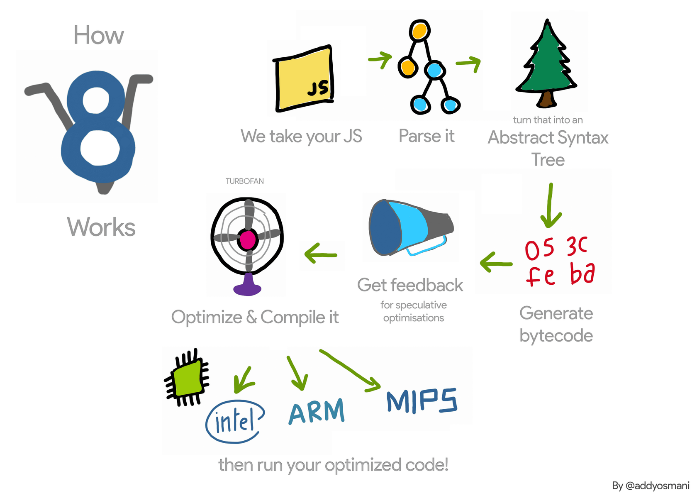 How
8
Works
JS
We take your JS
Parse it
turn that into an
Abstract Syntax
Tree
05 3c
fe ba
Generate
bytecode
Get feedback
for speculative
optimisations
TURBOFAN
Optimize & Compile it
intel
ARM
MIPS
then run your optimized code!
By @addyosmani